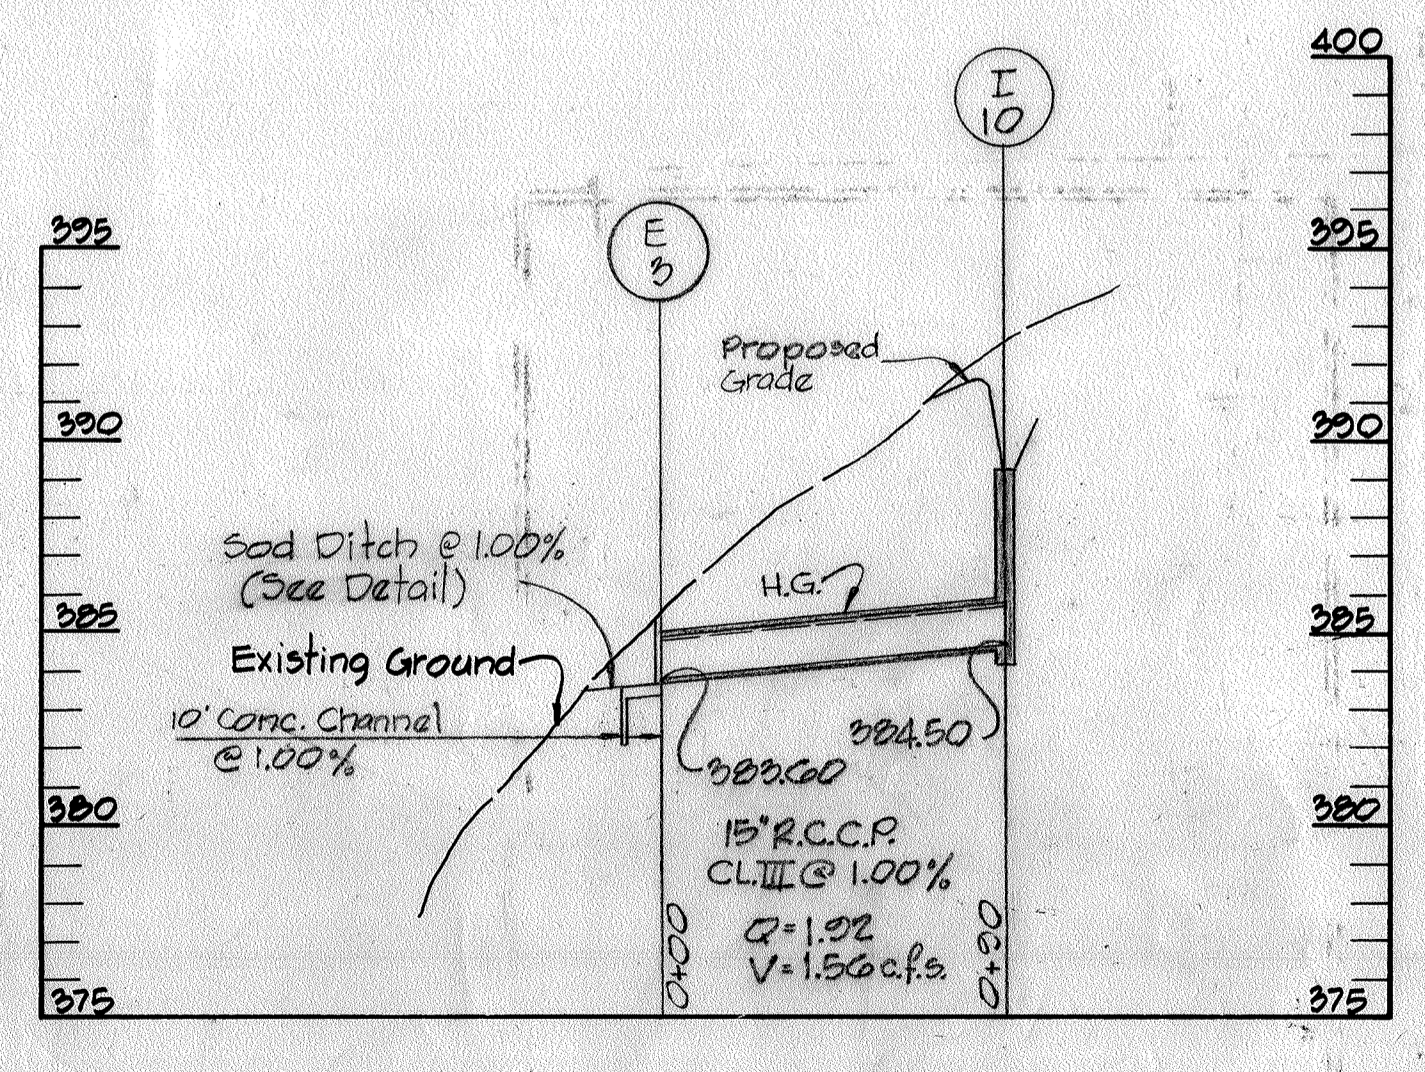 400
I
10
395
E
3
395
Proposed
Grade
390
390
Sod Ditch @ 1.00%
(See Detail)
H.G.
385
385
Existing Ground
10' Conc. Channel
@ 1.00%
384.50
383.60
380
380
15" R.C.C.P.
CL.III @ 1.00%
Q=1.92
V=1.56 c.f.s.
0+00
0+90
375
375